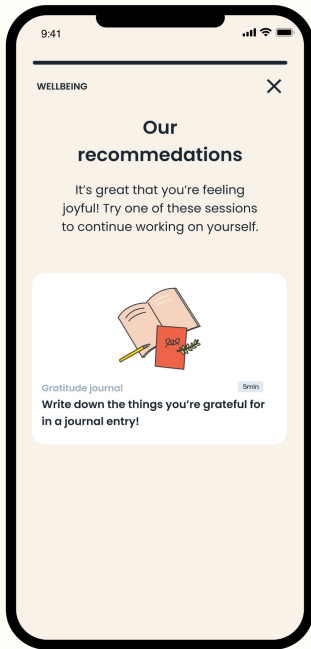 9:41
WELLBEING
Our
recommedations
It's great that you're feeling
joyful! Try one of these sessions
to continue working on yourself.
Gratitude journal
5min
Write down the things you're grateful for
in a journal entry!